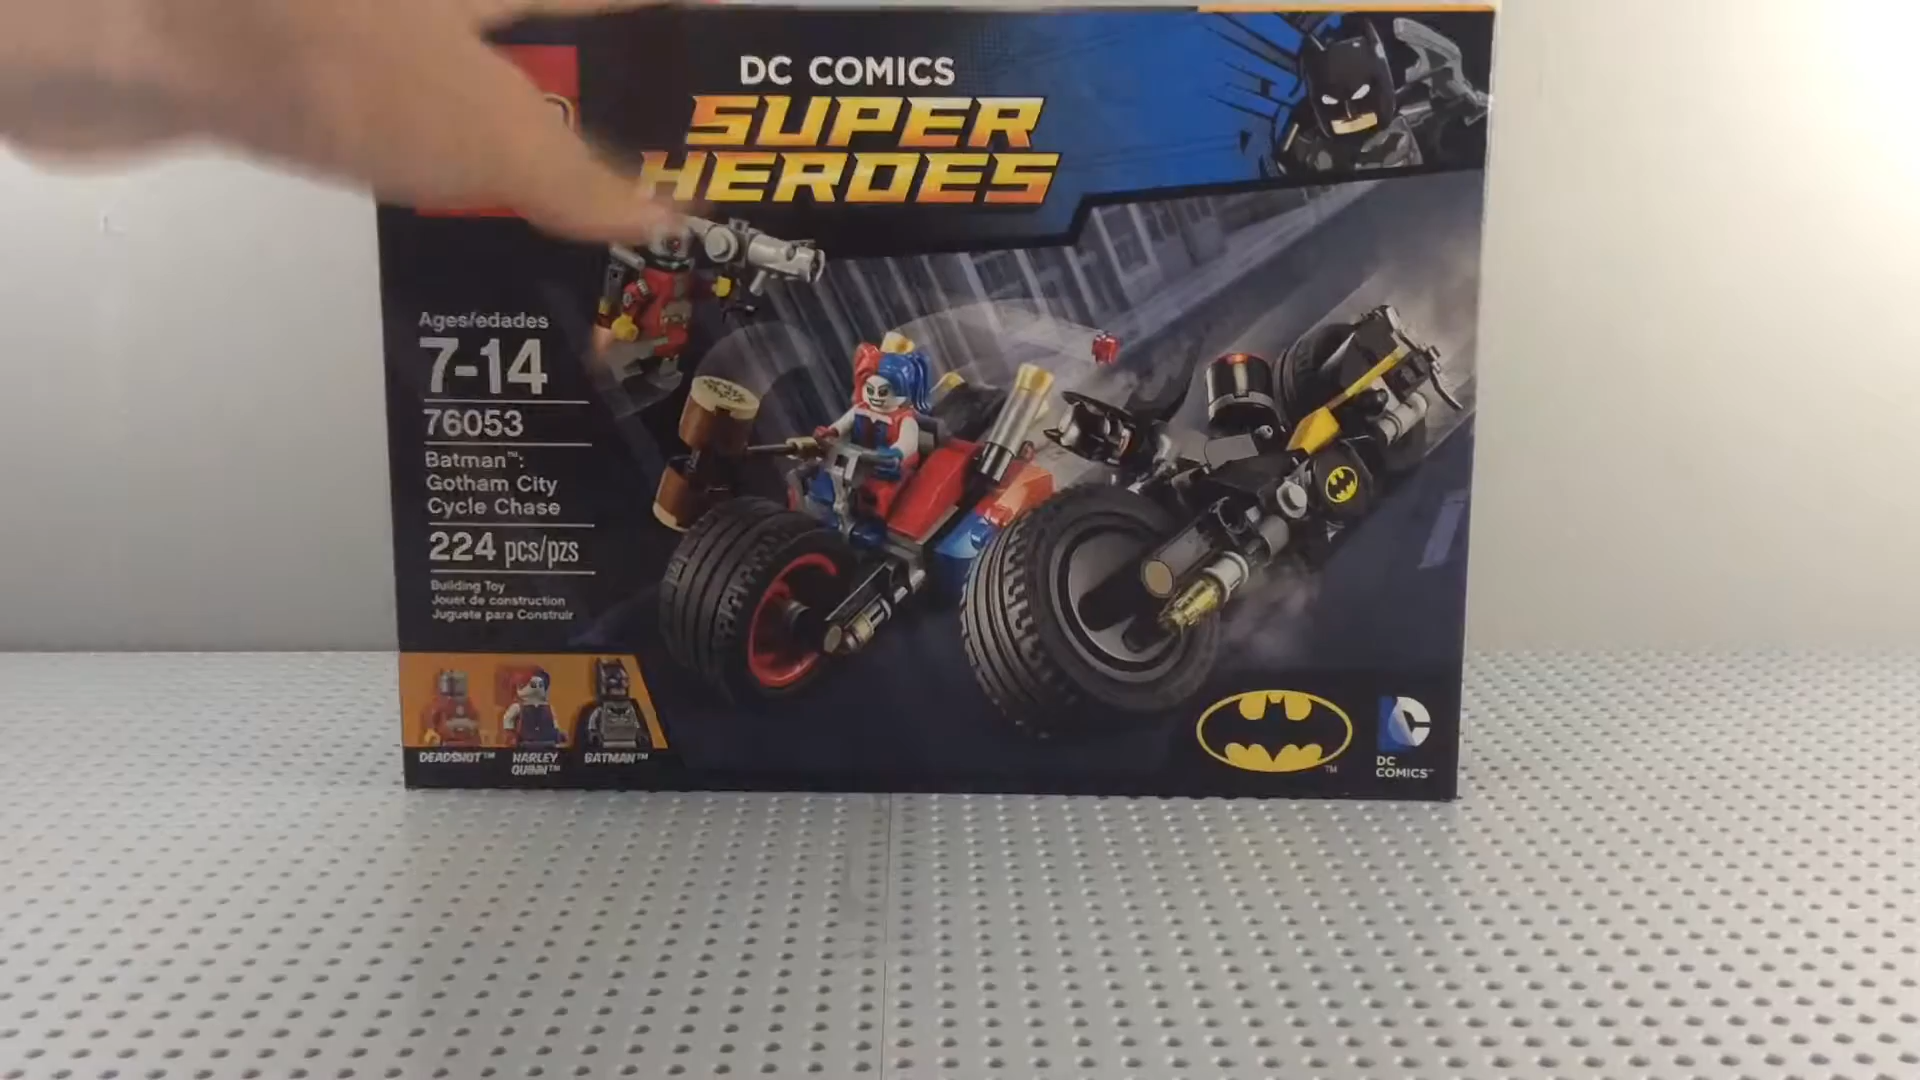 DC COMICS
SUPER
HEROES
Ages/edades
7-14
76053
Batman™:
Gotham City
Cycle Chase
224 pcs/pzs
Building Toy
Jouet de construction
Juguete para Construir
DEADSHOT™
HARLEY
QUINN™
BATMAN™
™
DC
COMICS™